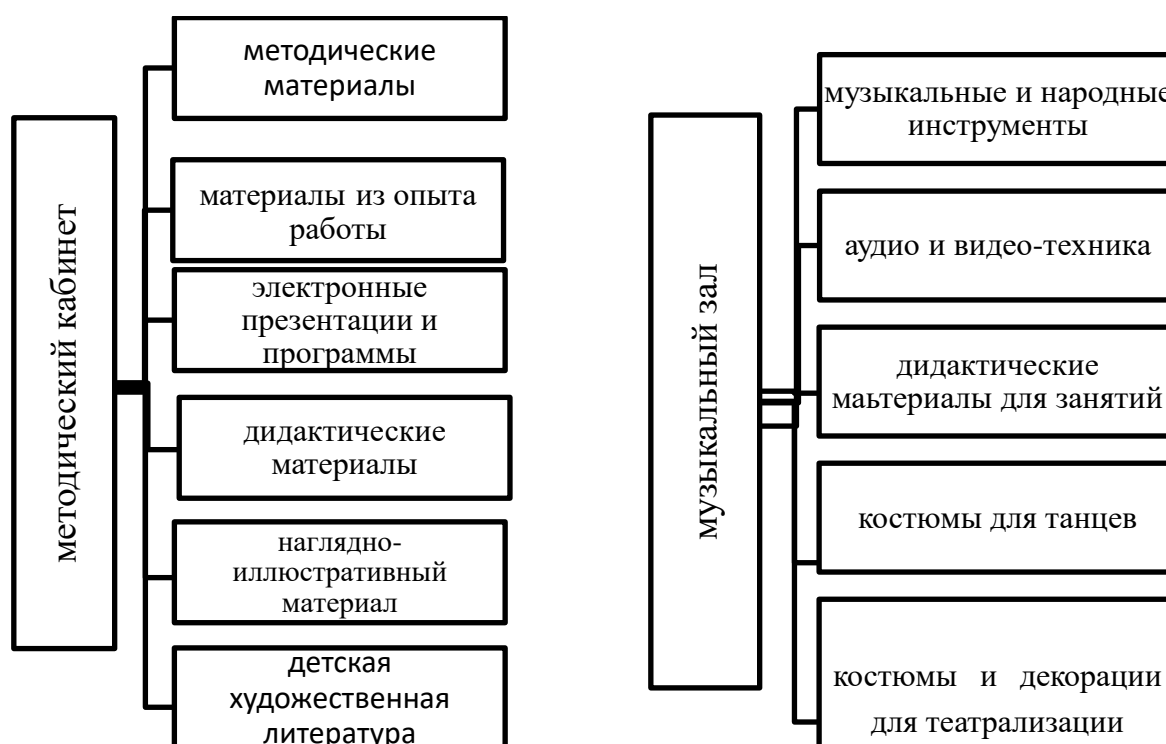 методический кабинет
методические
материалы
материалы из опыта
работы
электронные
презентации и
программы
дидактические
материалы
наглядно-
иллюстративный
материал
детская
художественная
литература
музыкальный зал
музыкальные и народные
инструменты
аудио и видео-техника
дидактические
маьтериалы для занятий
костюмы для танцев
костюмы и декорации
для театрализации